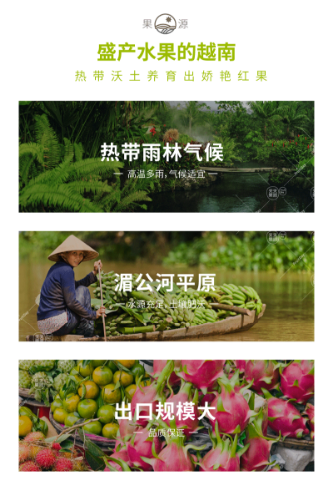 果 源
盛产水果的越南
热带沃土养育出娇艳红果
热带雨林气候
高温多雨,气候适宜
湄公河平原
水源充足,土壤肥沃
出口规模大
品质保证